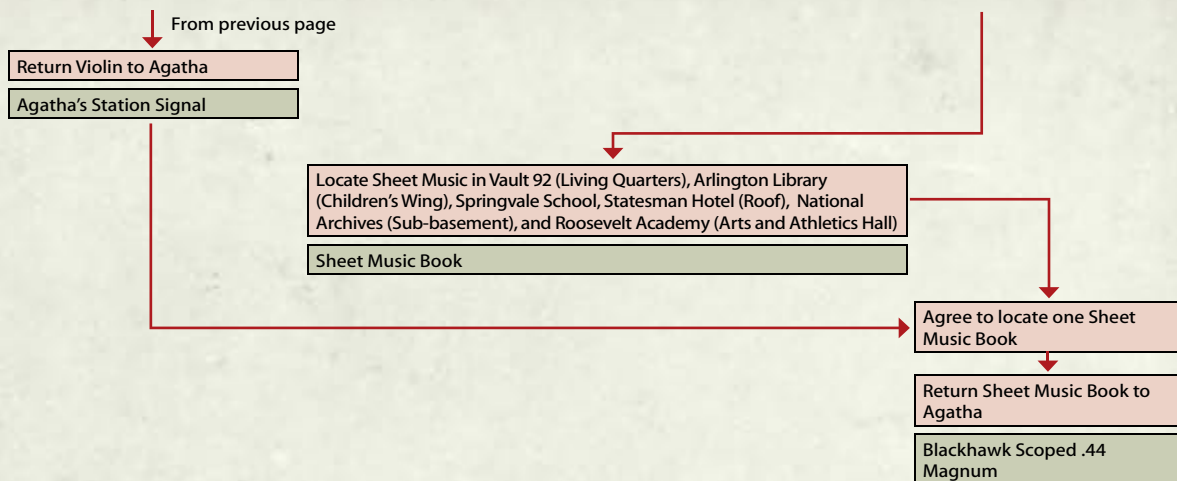 From previous page
Return Violin to Agatha
Agatha’s Station Signal
Locate Sheet Music in Vault 92 (Living Quarters), Arlington Library
(Children’s Wing), Springvale School, Statesman Hotel (Roof), National
Archives (Sub-basement), and Roosevelt Academy (Arts and Athletics Hall)
Sheet Music Book
Agree to locate one Sheet
Music Book
Return Sheet Music Book to
Agatha
Blackhawk Scoped .44
Magnum